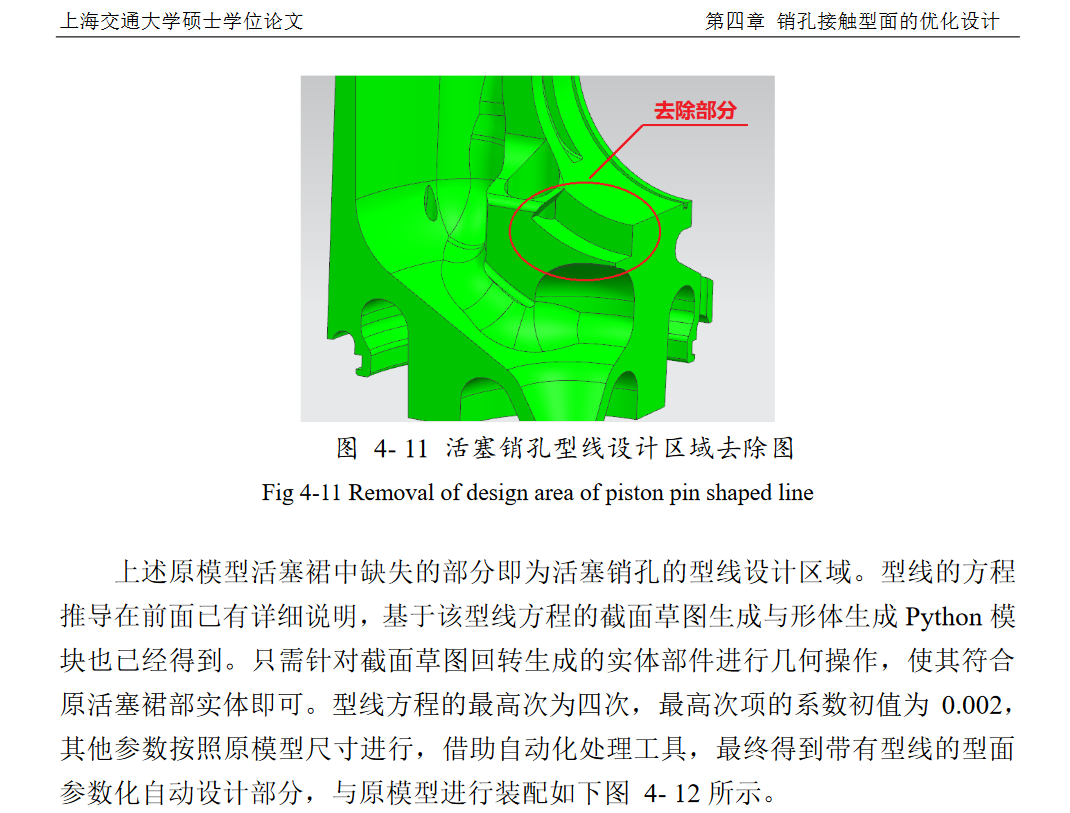 上海交通大学硕士学位论文
第四章 销孔接触型面的优化设计
去除部分
图 4- 11 活塞销孔型线设计区域去除图
Fig 4-11 Removal of design area of piston pin shaped line
上述原模型活塞裙中缺失的部分即为活塞销孔的型线设计区域。型线的方程
推导在前面已有详细说明，基于该型线方程的截面草图生成与形体生成 Python 模
块也已经得到。只需针对截面草图回转生成的实体部件进行几何操作，使其符合
原活塞裙部实体即可。型线方程的最高次为四次，最高次项的系数初值为 0.002，
其他参数按照原模型尺寸进行，借助自动化处理工具，最终得到带有型线的型面
参数化自动设计部分，与原模型进行装配如下图 4- 12 所示。